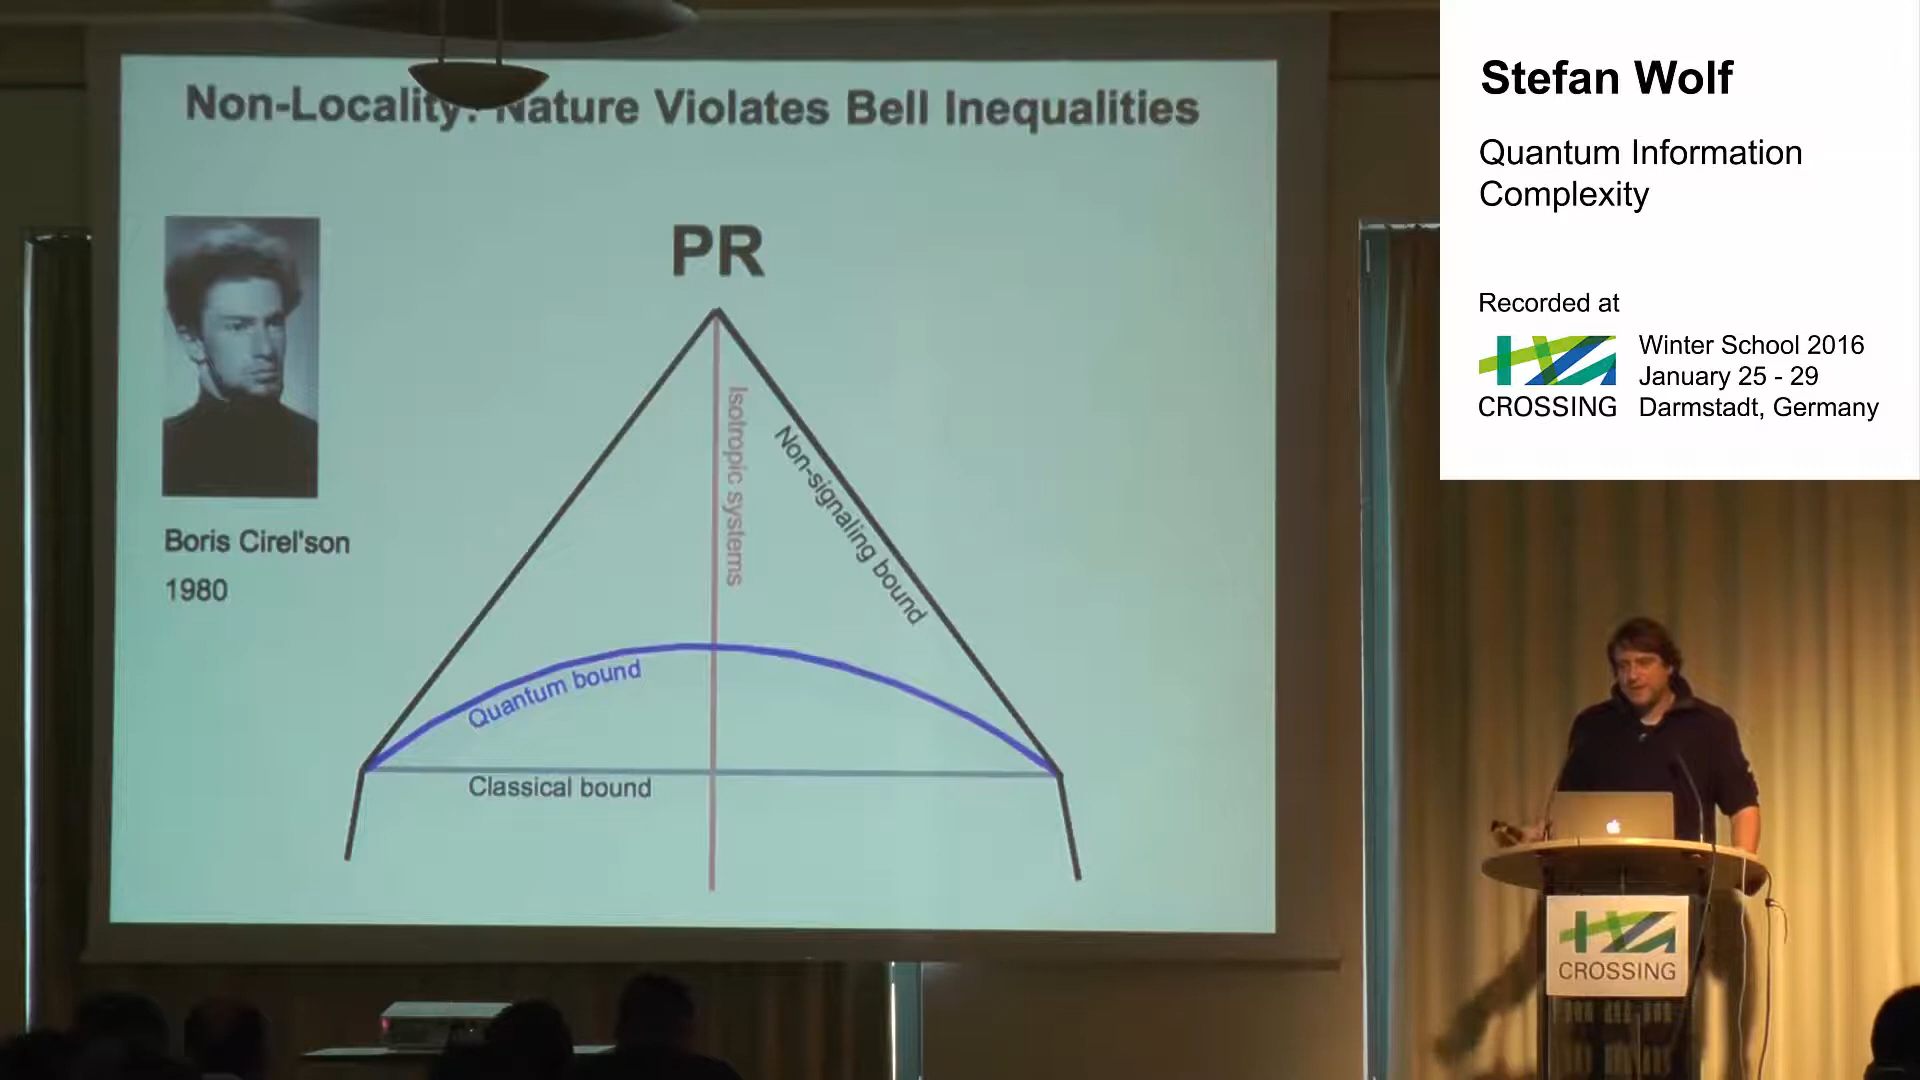 Non-Locality: Nature Violates Bell Inequalities
PR
Isotropic systems
Non-signaling bound
Quantum bound
Classical bound
Boris Cirel'son
1980
Stefan Wolf
Quantum Information
Complexity
Recorded at
CROSSING
Winter School 2016
January 25 - 29
Darmstadt, Germany
CROSSING